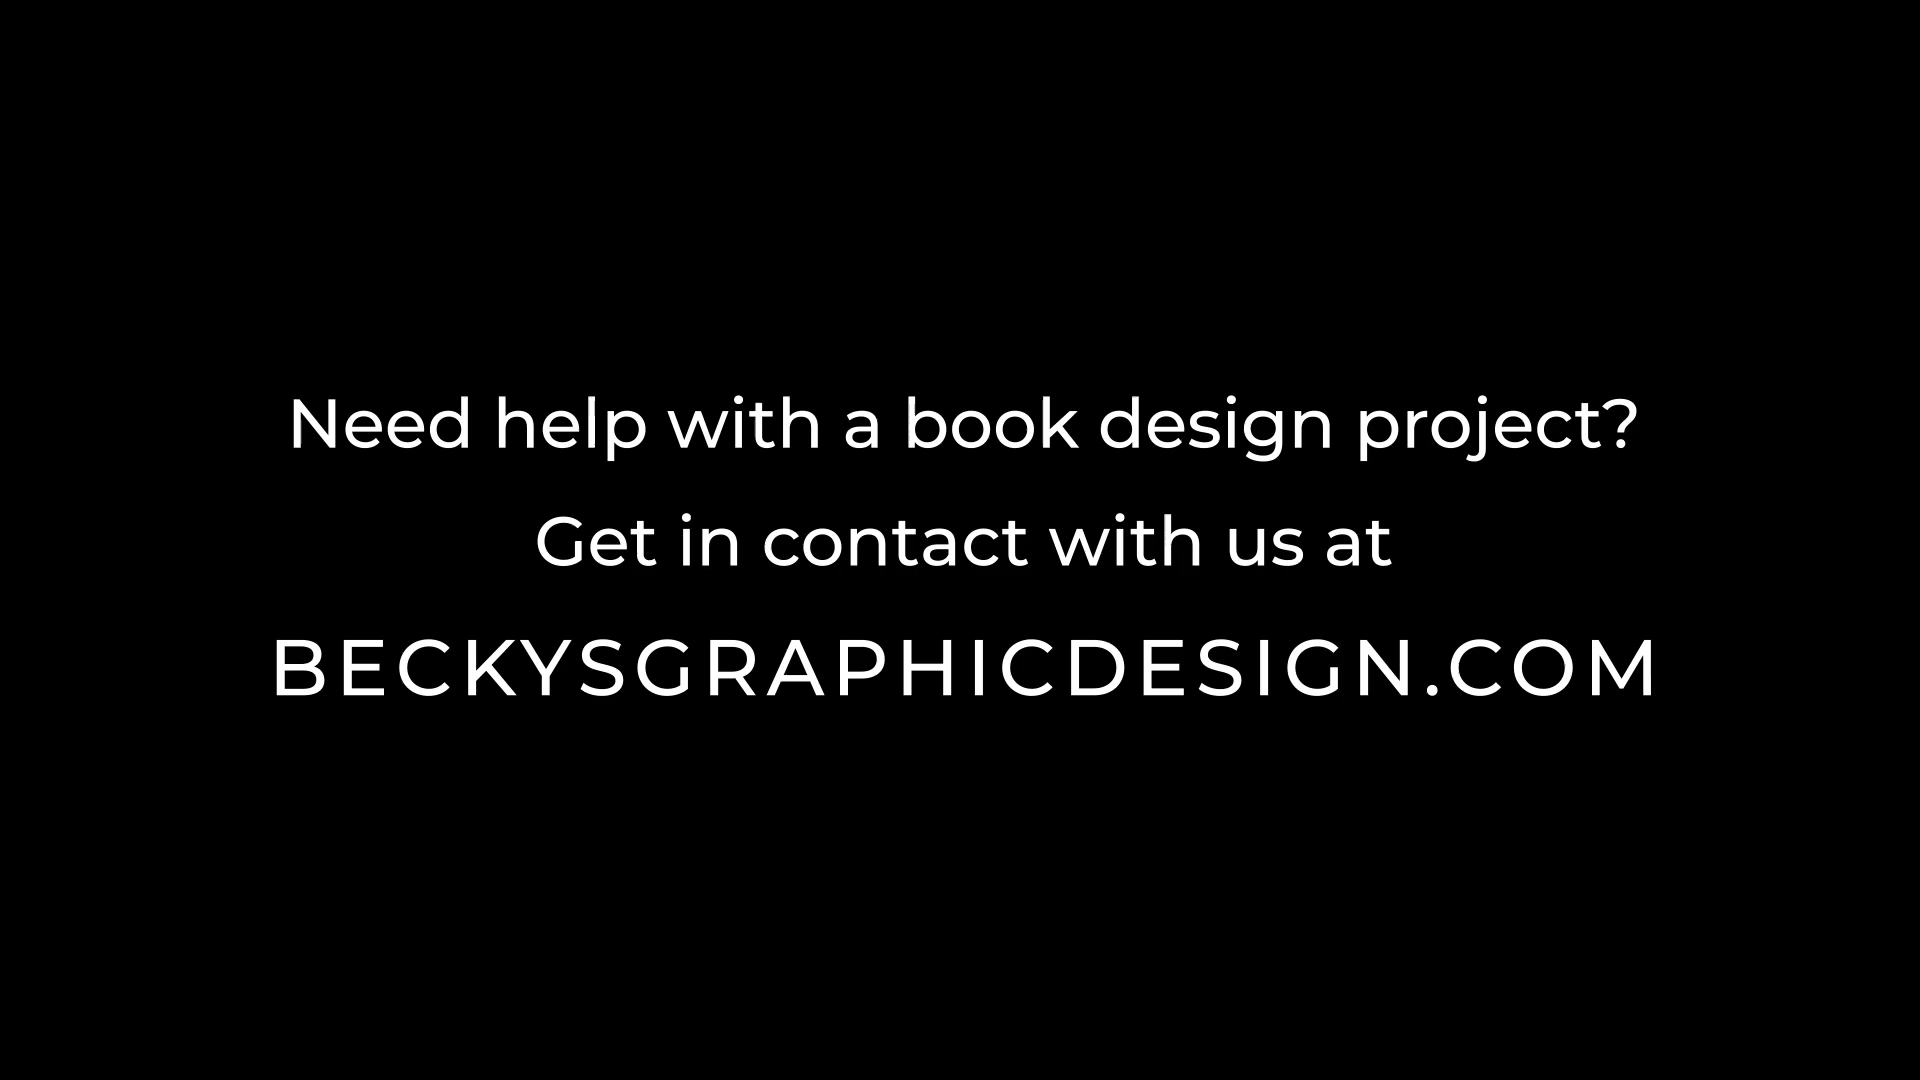 Need help with a book design project?
Get in contact with us at
BECKYSGRAPHICDESIGN.COM